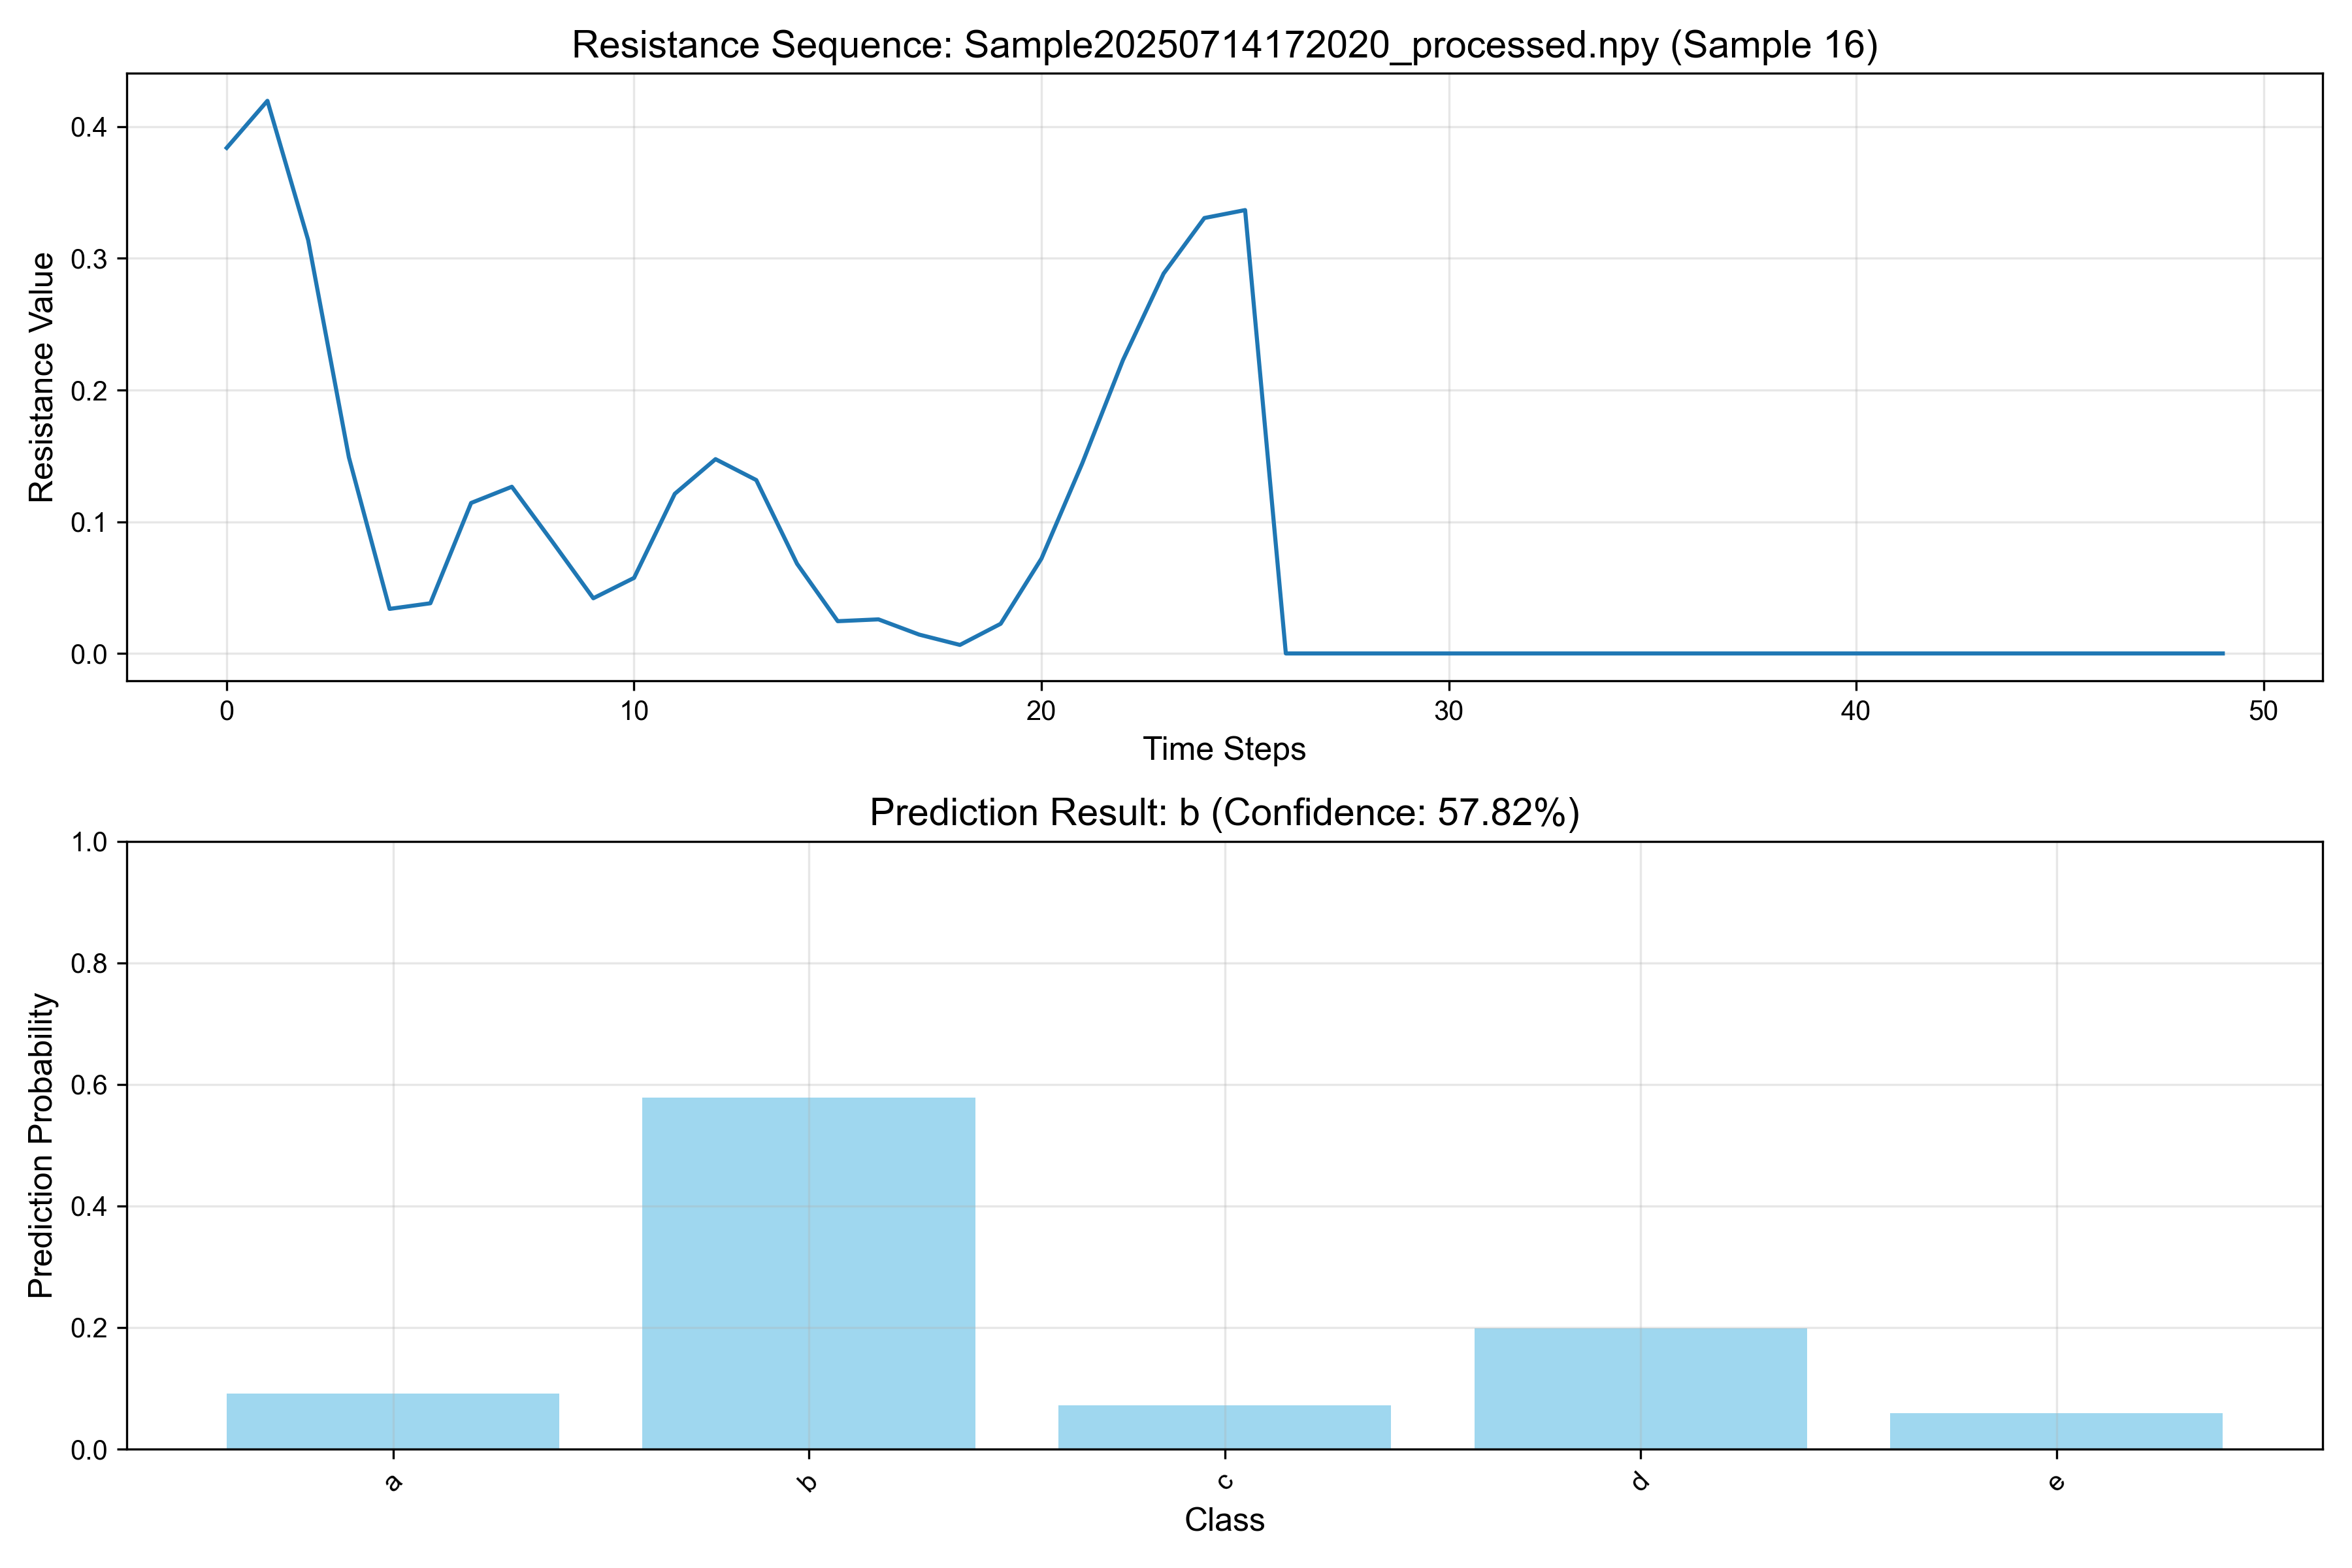 Resistance Sequence: Sample20250714172020_processed.npy (Sample 16)
Resistance Value
0.4
0.3
0.2
0.1
0.0
0 10 20 30 40 50
Time Steps
Prediction Result: b (Confidence: 57.82%)
Prediction Probability
1.0
0.8
0.6
0.4
0.2
0.0
a b c d e
Class